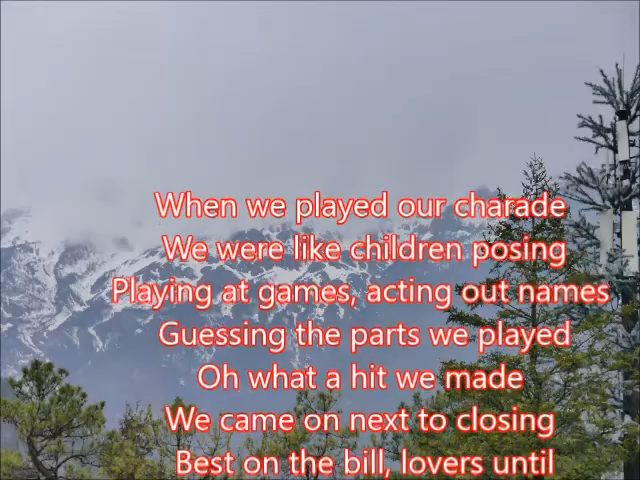 When we played our charade
We were like children posing
Playing at games, acting out names
Guessing the parts we played
Oh what a hit we made
We came on next to closing
Best on the bill, lovers until